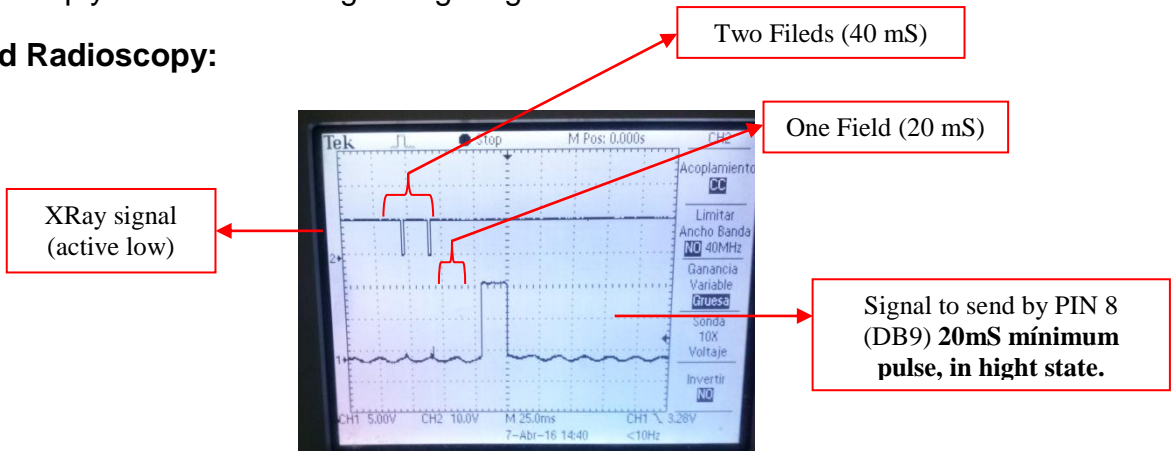 d Radioscopy:
Two Fileds (40 mS)
One Field (20 mS)
XRay signal
(active low)
Signal to send by PIN 8
(DB9) 20mS mínimum
pulse, in hight state.
Tek
stop
M Pos: 0.000s
CH2
Acoplamiento
CC
Limitar
Ancho Banda
NO 40MHz
Ganancia
Variable
Gruesa
Sonda
10X
Voltaje
Invertir
NO
2
1
CH1 5.00V CH2 10.0V M 25.0ms CH1 3.28V
7-Abr-16 14:40 <10Hz